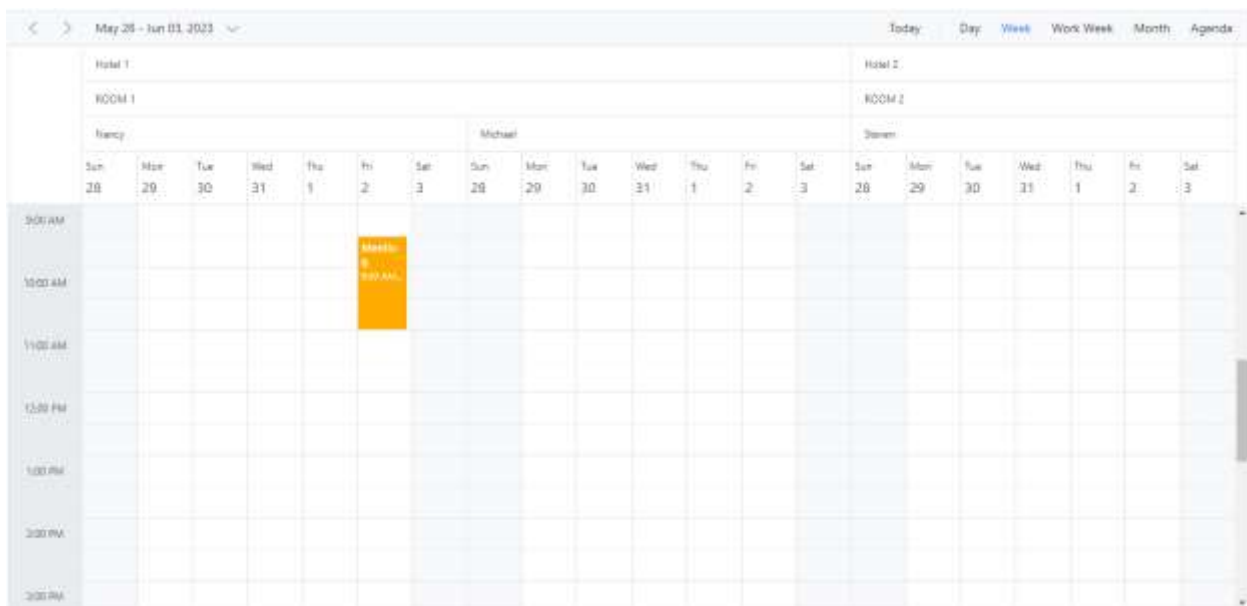 May 28 - Jun 03, 2023 Today Day Week Work Week Month Agenda
Hotel 1 Hotel 2
ROOM 1 ROOM 2
Nancy Michael Steven
Sun Mon Tue Wed Thu Fri Sat Sun Mon Tue Wed Thu Fri Sat Sun Mon Tue Wed Thu Fri Sat
28 29 30 31 1 2 3 28 29 30 31 1 2 3 28 29 30 31 1 2 3
9:00 AM
Meetin
g
10:00 AM
11:00 AM
12:00 PM
1:00 PM
2:00 PM
3:00 PM